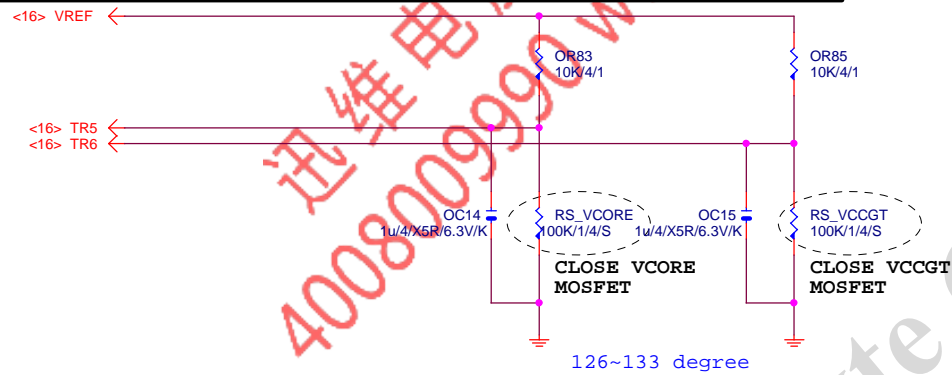 <16> VREF
OR83
10K/4/1
OR85
10K/4/1
<16> TR5
<16> TR6
OC14
1u/4/X5R/6.3V/K
RS_VCORE
100K/1/4/S
OC15
1u/4/X5R/6.3V/K
RS_VCCGT
100K/1/4/S
CLOSE VCORE
MOSFET
CLOSE VCCGT
MOSFET
126~133 degree
迅维电
4008009990 w